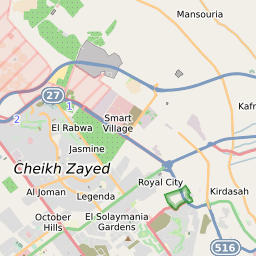 Mansouria
27
1
2
Kafr
Smart
Village
El Rabwa
Jasmine
Cheikh Zayed
Royal City
Al Joman
Legenda
Kirdasah
October
Hills
El Solaymania
Gardens
516